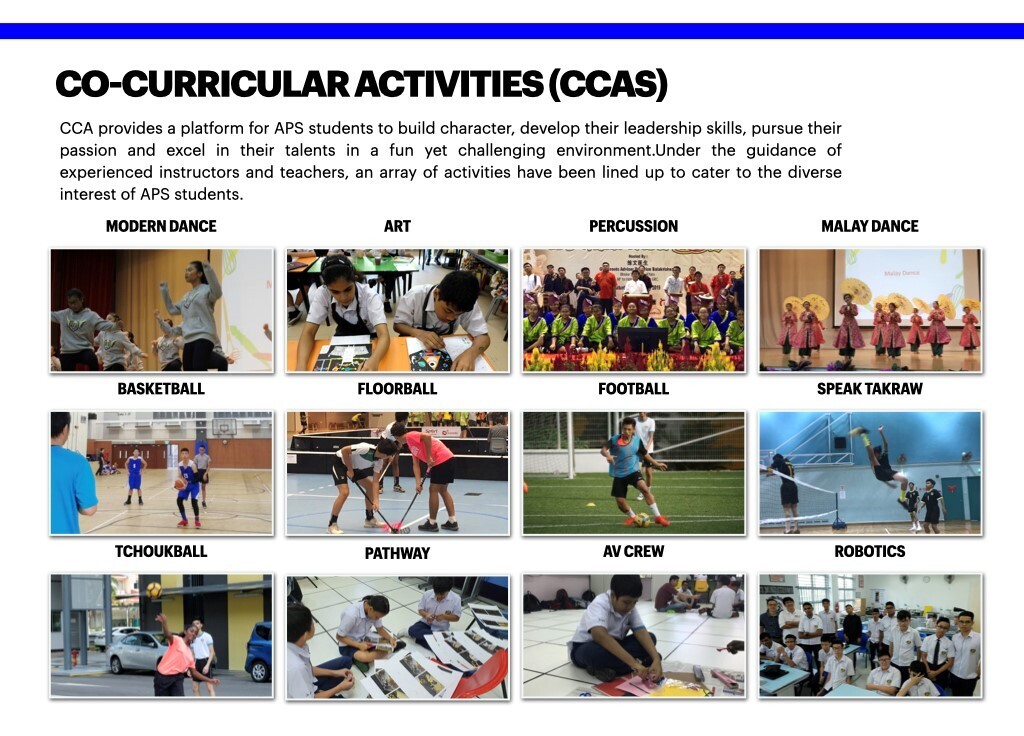 CO-CURRICULAR ACTIVITIES (CCAS)
CCA provides a platform for APS students to build character, develop their leadership skills, pursue their
passion and excel in their talents in a fun yet challenging environment.Under the guidance of
experienced instructors and teachers, an array of activities have been lined up to cater to the diverse
interest of APS students.
MODERN DANCE
ART
PERCUSSION
MALAY DANCE
Hosted By :
Malay Dance
BASKETBALL
FLOORBALL
FOOTBALL
SPEAK TAKRAW
TCHOUKBALL
PATHWAY
AV CREW
ROBOTICS